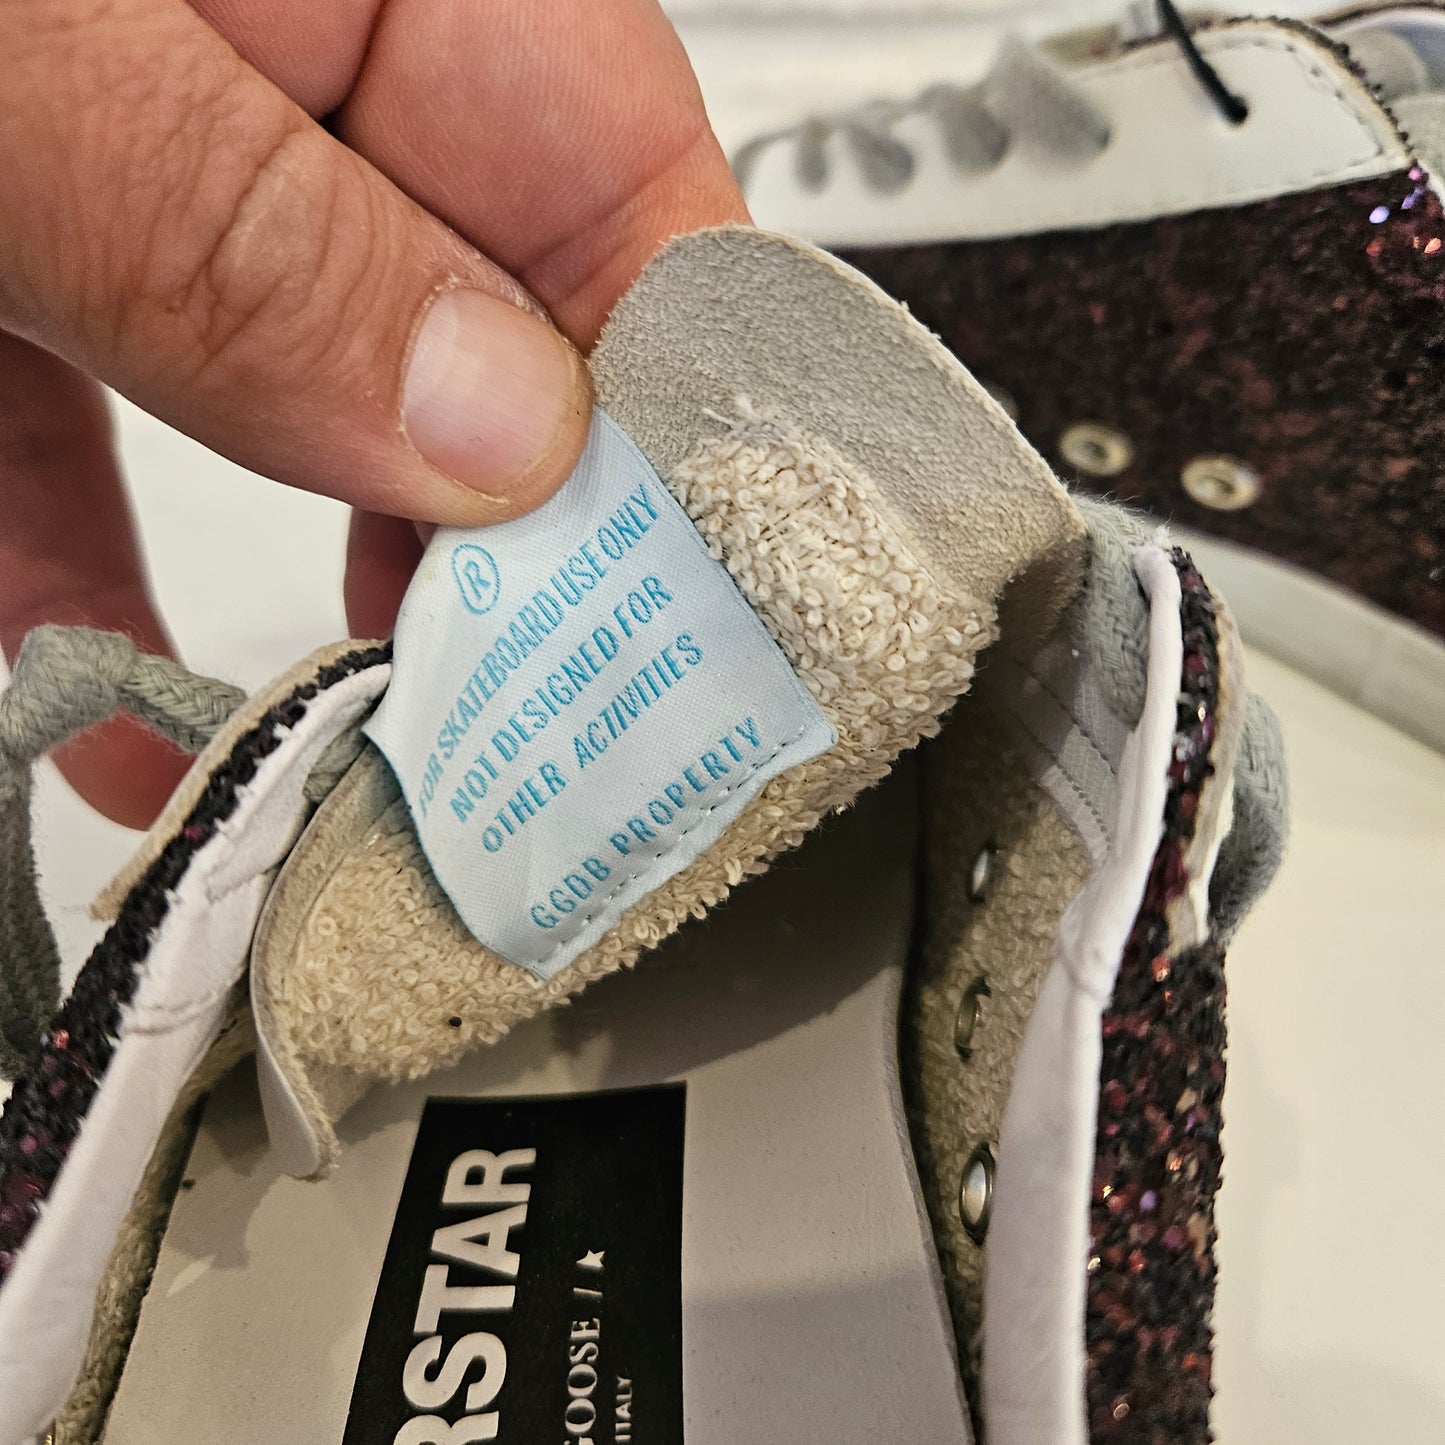 ®
FOR SKATEBOARD USE ONLY
NOT DESIGNED FOR
OTHER ACTIVITIES
GGDB PROPERTY
RSTAR
GOOSE /
ITALY